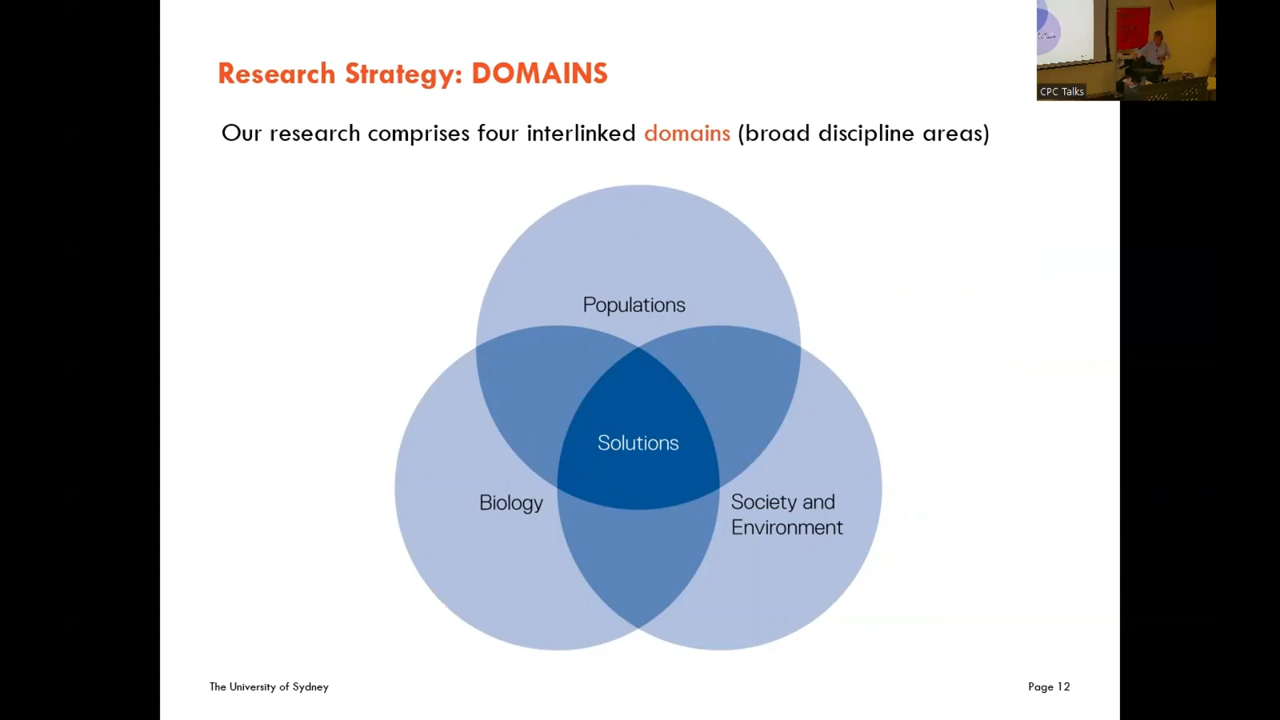 Research Strategy: DOMAINS
CPC Talks
Our research comprises four interlinked domains (broad discipline areas)
Populations
Solutions
Biology
Society and
Environment
The University of Sydney
Page 12